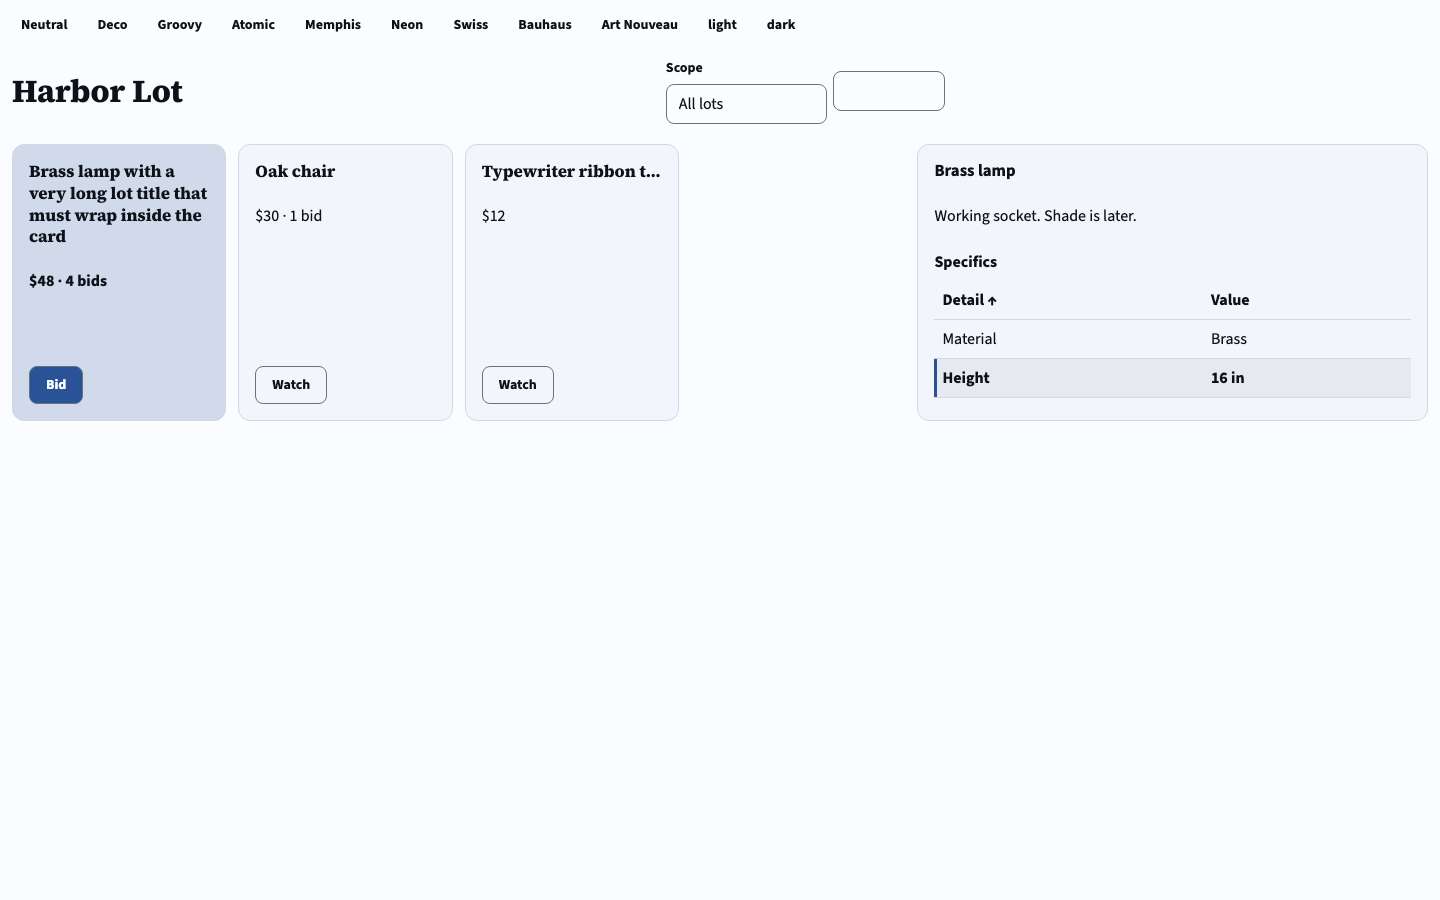 Neutral Deco Groovy Atomic Memphis Neon Swiss Bauhaus Art Nouveau light dark
Harbor Lot
Scope
All lots
Brass lamp with a
very long lot title that
must wrap inside the
card
$48 · 4 bids
Bid
Oak chair
$30 · 1 bid
Watch
Typewriter ribbon t...
$12
Watch
Brass lamp
Working socket. Shade is later.
Specifics
Detail ↑ Value
Material Brass
Height 16 in